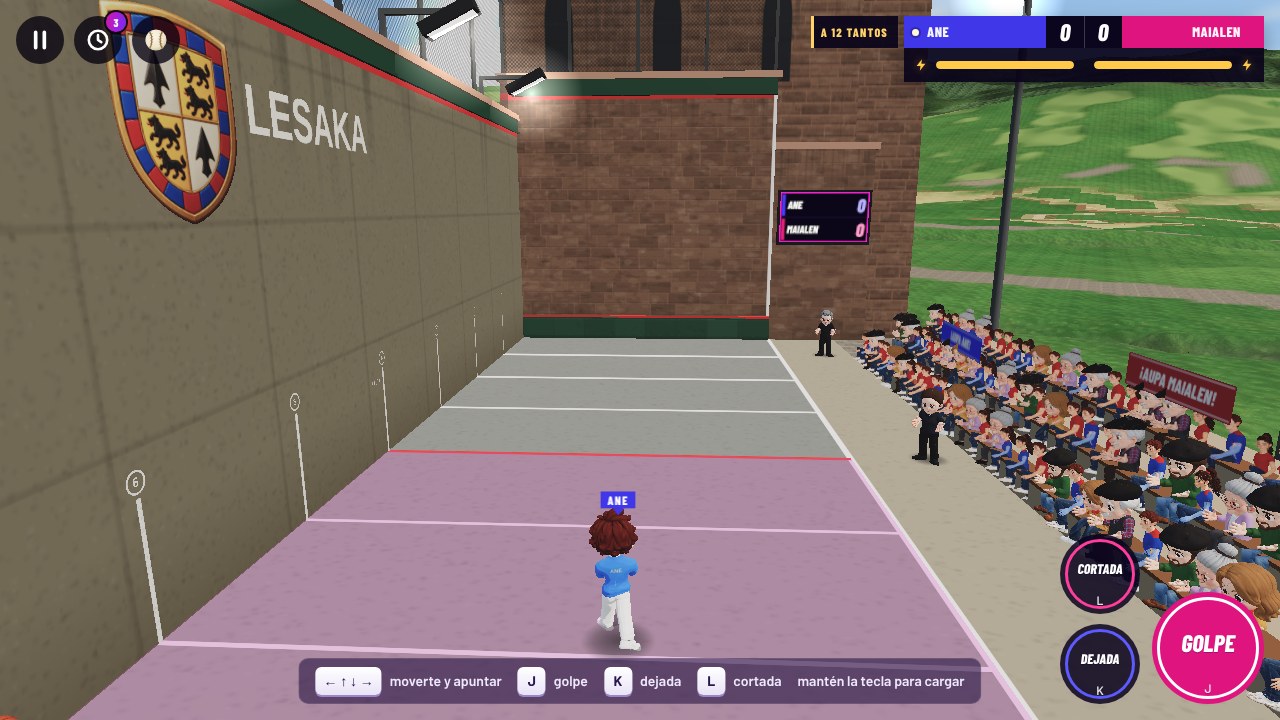 3
A 12 TANTOS
ANE
0
0
MAIALEN
LESAKA
ANE
0
MAIALEN
0
¡AUPA MAIALEN!
5
6
ANE
ANE
CORTADA
L
GOLPE
J
DEJADA
K
← ↑ ↓ → moverte y apuntar J golpe K dejada L cortada mantén la tecla para cargar